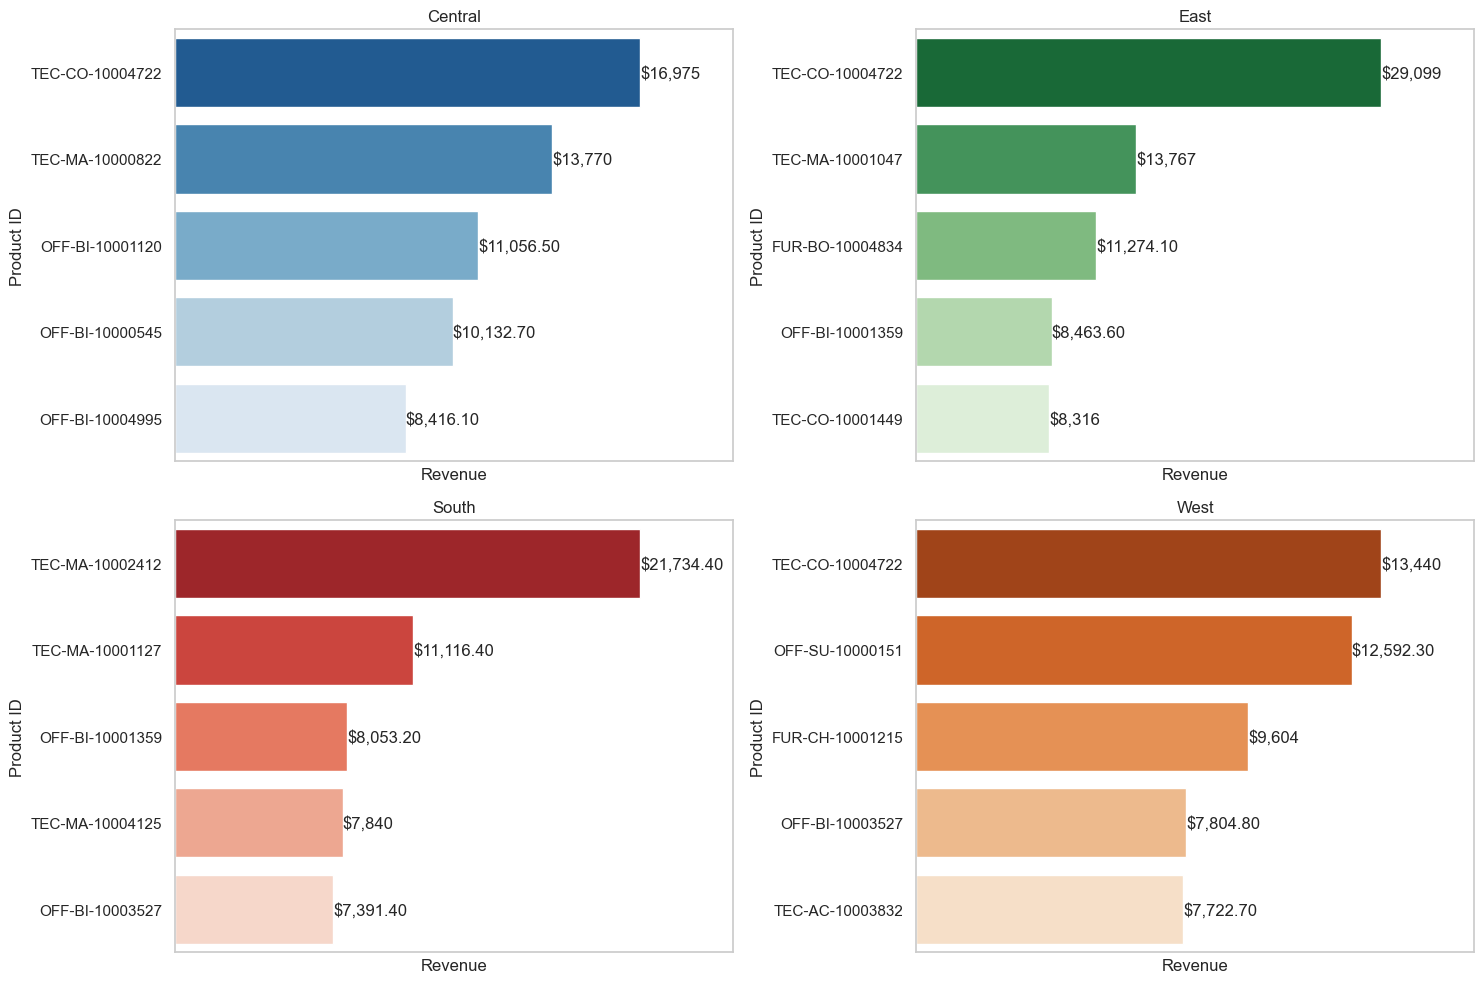 Central
Product ID
TEC-CO-10004722 $16,975
TEC-MA-10000822 $13,770
OFF-BI-10001120 $11,056.50
OFF-BI-10000545 $10,132.70
OFF-BI-10004995 $8,416.10
Revenue
East
Product ID
TEC-CO-10004722 $29,099
TEC-MA-10001047 $13,767
FUR-BO-10004834 $11,274.10
OFF-BI-10001359 $8,463.60
TEC-CO-10001449 $8,316
Revenue
South
Product ID
TEC-MA-10002412 $21,734.40
TEC-MA-10001127 $11,116.40
OFF-BI-10001359 $8,053.20
TEC-MA-10004125 $7,840
OFF-BI-10003527 $7,391.40
Revenue
West
Product ID
TEC-CO-10004722 $13,440
OFF-SU-10000151 $12,592.30
FUR-CH-10001215 $9,604
OFF-BI-10003527 $7,804.80
TEC-AC-10003832 $7,722.70
Revenue